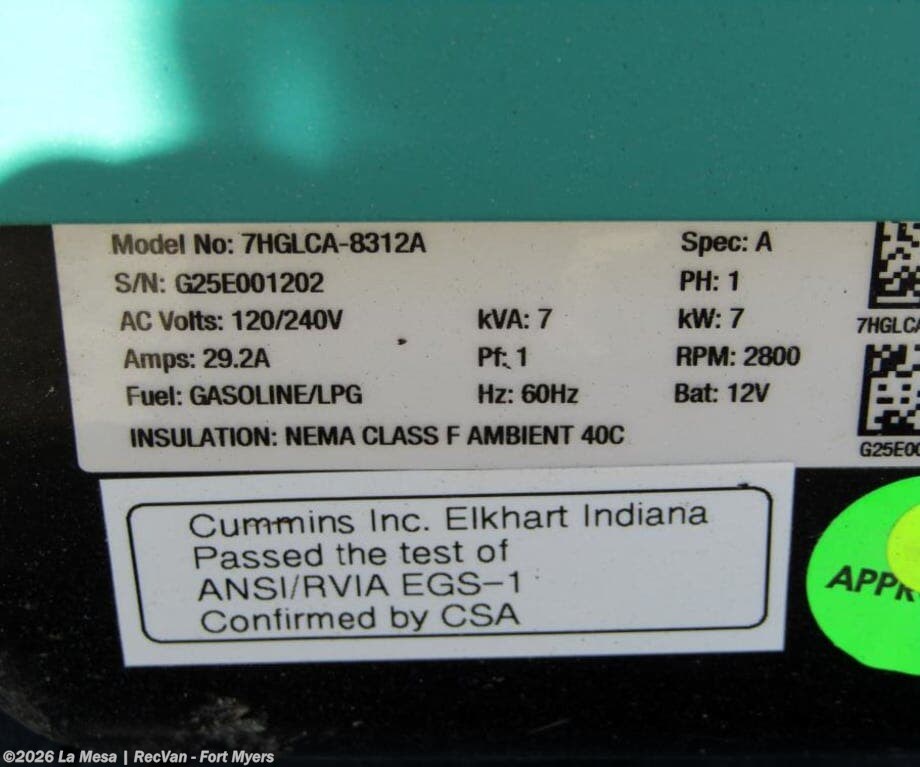 Model No: 7HGLCA-8312A Spec: A
S/N: G25E001202 PH: 1
AC Volts: 120/240V kVA: 7 kW: 7
Amps: 29.2A Pf: 1 RPM: 2800
Fuel: GASOLINE/LPG Hz: 60Hz Bat: 12V
INSULATION: NEMA CLASS F AMBIENT 40C
7HGLCA
G25E00
Cummins Inc. Elkhart Indiana
Passed the test of
ANSI/RVIA EGS-1
Confirmed by CSA
APPR
©2026 La Mesa | RecVan - Fort Myers